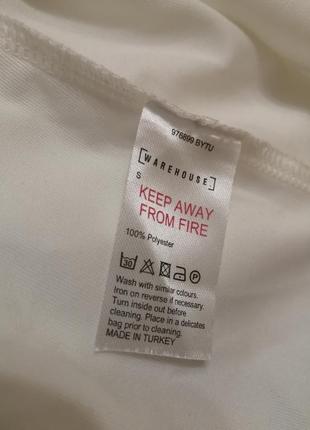 976899 BYTU
[WAREHOUSE]
S
KEEP AWAY
FROM FIRE
100% Polyester
30 P
Wash with similar colours.
Iron on reverse if necessary.
Turn inside out before
cleaning. Place in a delicates
bag prior to cleaning.
MADE IN TURKEY